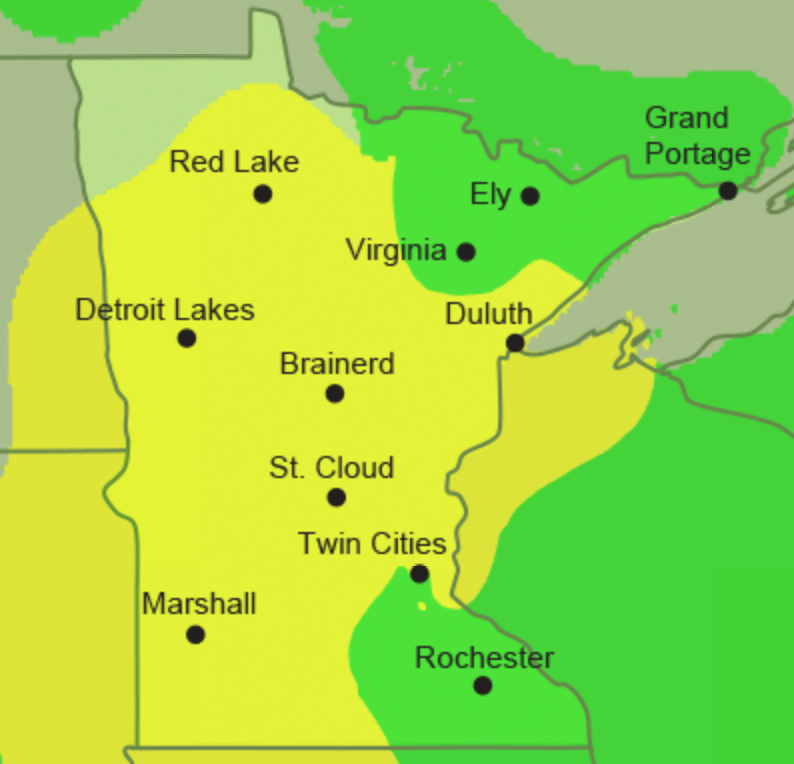 Grand
Portage
Red Lake
Ely
Virginia
Detroit Lakes
Duluth
Brainerd
St. Cloud
Twin Cities
Marshall
Rochester